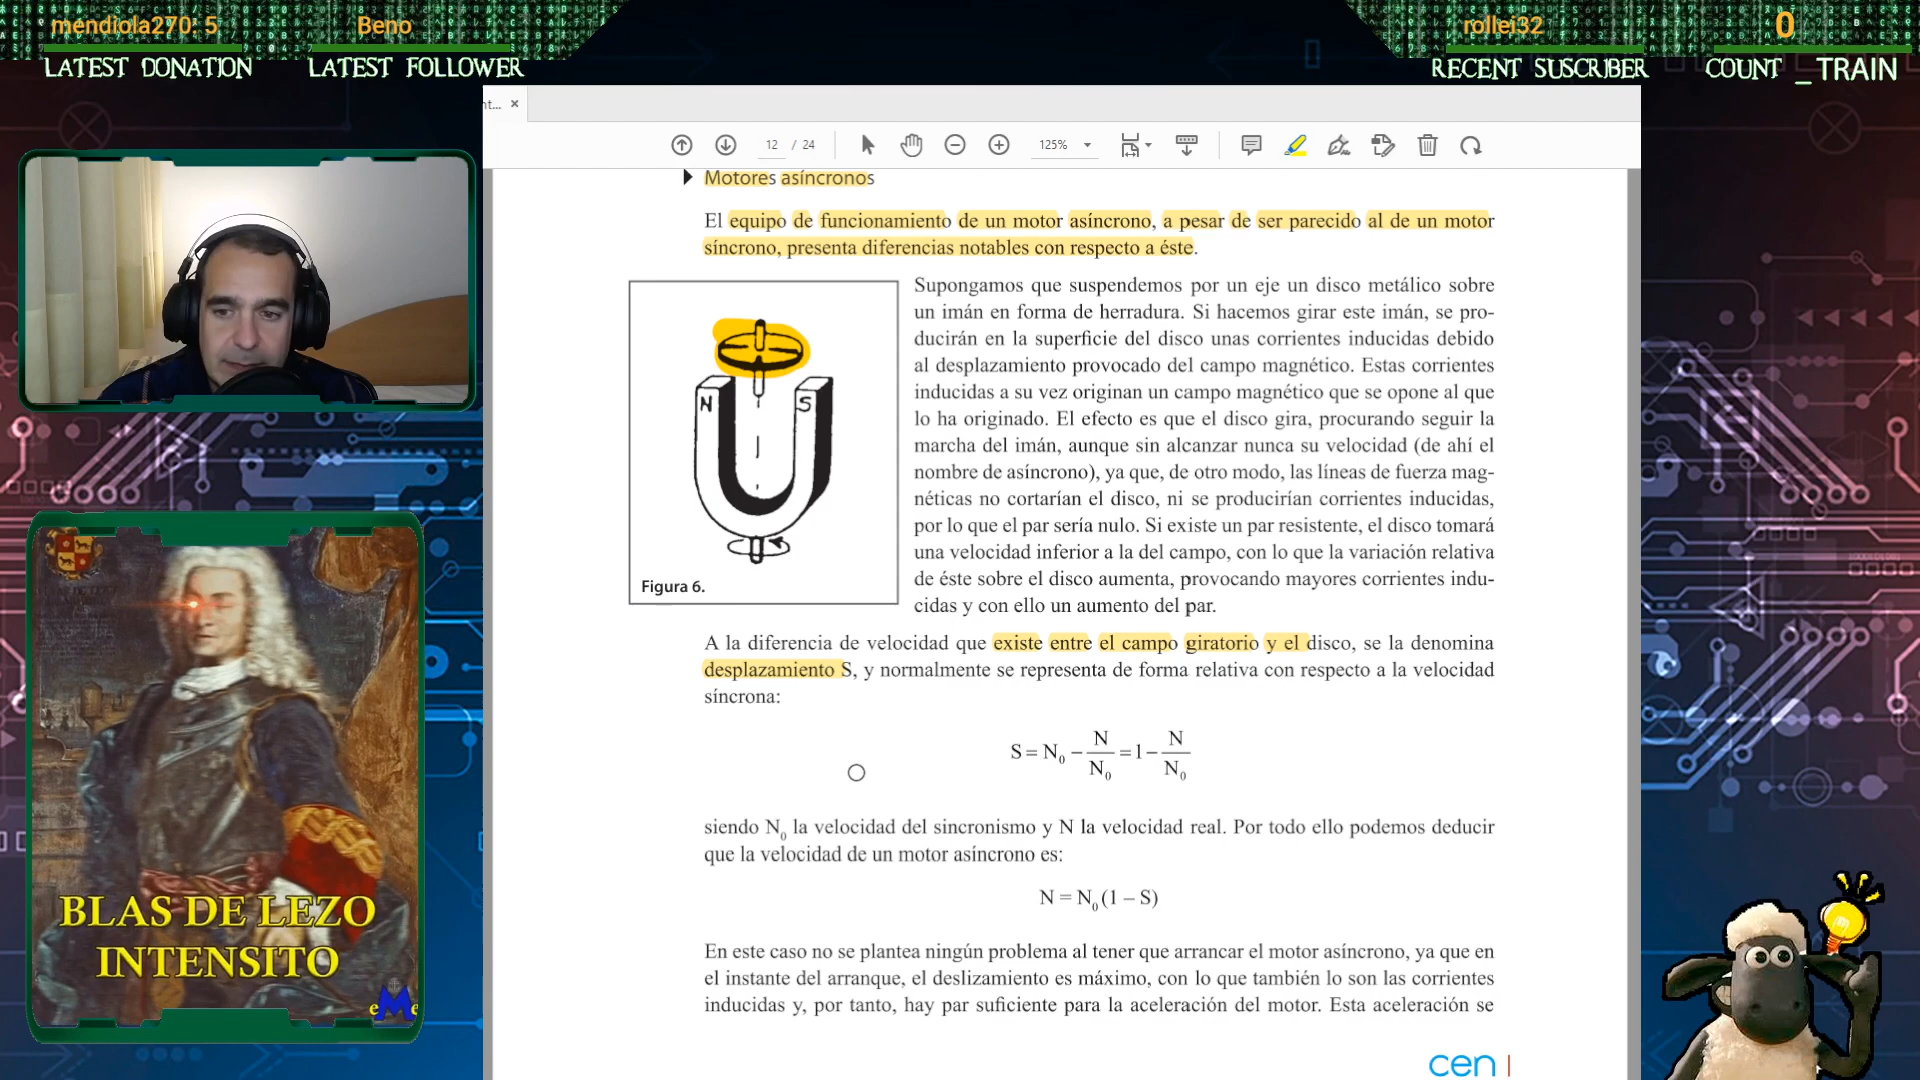 mendiola270: 5
Beno
LATEST DONATION
LATEST FOLLOWER
rollei32
0
RECENT SUSCRIBER
COUNT _TRAIN
nt...
12 / 24
125%
Motores asíncronos
El equipo de funcionamiento de un motor asíncrono, a pesar de ser parecido al de un motor
síncrono, presenta diferencias notables con respecto a éste.
Supongamos que suspendemos por un eje un disco metálico sobre
un imán en forma de herradura. Si hacemos girar este imán, se pro-
ducirán en la superficie del disco unas corrientes inducidas debido
al desplazamiento provocado del campo magnético. Estas corrientes
inducidas a su vez originan un campo magnético que se opone al que
lo ha originado. El efecto es que el disco gira, procurando seguir la
marcha del imán, aunque sin alcanzar nunca su velocidad (de ahí el
nombre de asíncrono), ya que, de otro modo, las líneas de fuerza mag-
néticas no cortarían el disco, ni se producirían corrientes inducidas,
por lo que el par sería nulo. Si existe un par resistente, el disco tomará
una velocidad inferior a la del campo, con lo que la variación relativa
de éste sobre el disco aumenta, provocando mayores corrientes indu-
cidas y con ello un aumento del par.
N S
Figura 6.
A la diferencia de velocidad que existe entre el campo giratorio y el disco, se la denomina
desplazamiento S, y normalmente se representa de forma relativa con respecto a la velocidad
síncrona:
S = N₀ − N/N₀ = 1 − N/N₀
siendo N₀ la velocidad del sincronismo y N la velocidad real. Por todo ello podemos deducir
que la velocidad de un motor asíncrono es:
N = N₀ (1 – S)
En este caso no se plantea ningún problema al tener que arrancar el motor asíncrono, ya que en
el instante del arranque, el deslizamiento es máximo, con lo que también lo son las corrientes
inducidas y, por tanto, hay par suficiente para la aceleración del motor. Esta aceleración se
cen
BLAS DE LEZO
INTENSITO
eMe